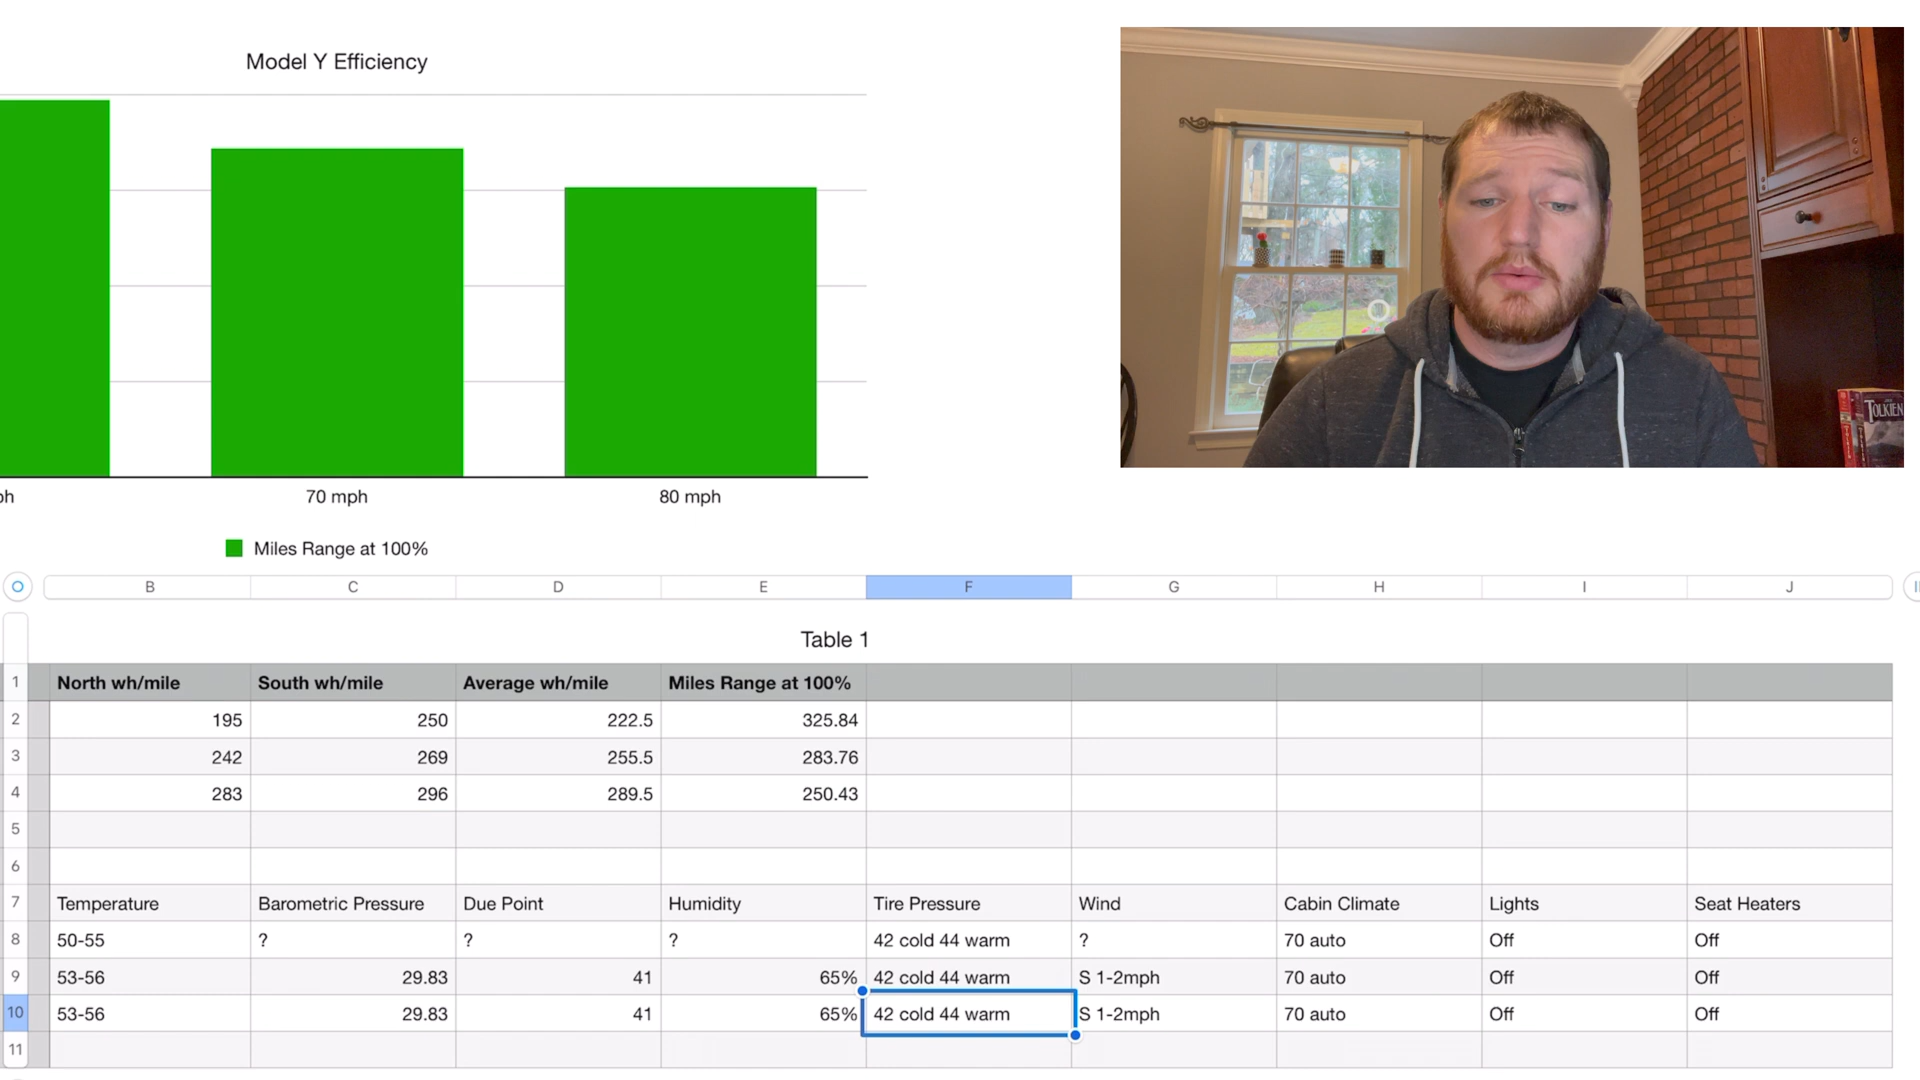 Model Y Efficiency
ph
70 mph
80 mph
Miles Range at 100%
TOLKIEN
B C D E F G H I J
Table 1
1 North wh/mile South wh/mile Average wh/mile Miles Range at 100%
2 195 250 222.5 325.84
3 242 269 255.5 283.76
4 283 296 289.5 250.43
5
6
7 Temperature Barometric Pressure Due Point Humidity Tire Pressure Wind Cabin Climate Lights Seat Heaters
8 50-55 ? ? ? 42 cold 44 warm ? 70 auto Off Off
9 53-56 29.83 41 65% 42 cold 44 warm S 1-2mph 70 auto Off Off
10 53-56 29.83 41 65% 42 cold 44 warm S 1-2mph 70 auto Off Off
11